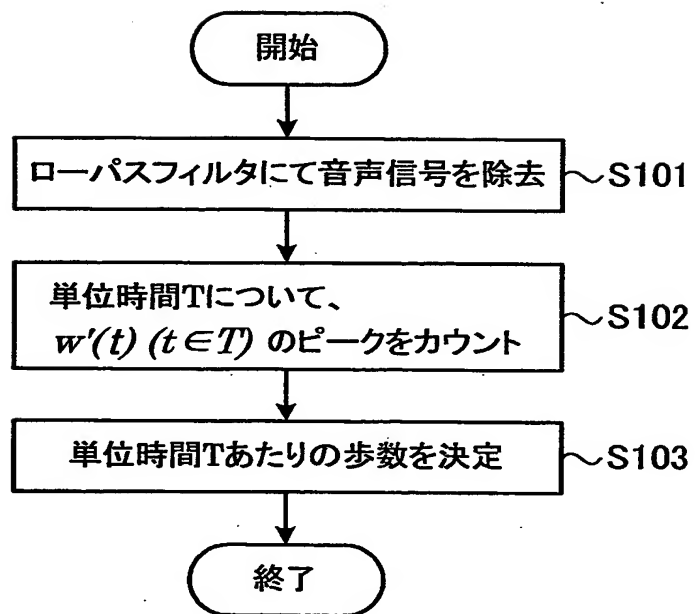 開始
ローパスフィルタにて音声信号を除去 ～S101
単位時間Tについて、
w'(t) (t∈T) のピークをカウント ～S102
単位時間Tあたりの歩数を決定 ～S103
終了